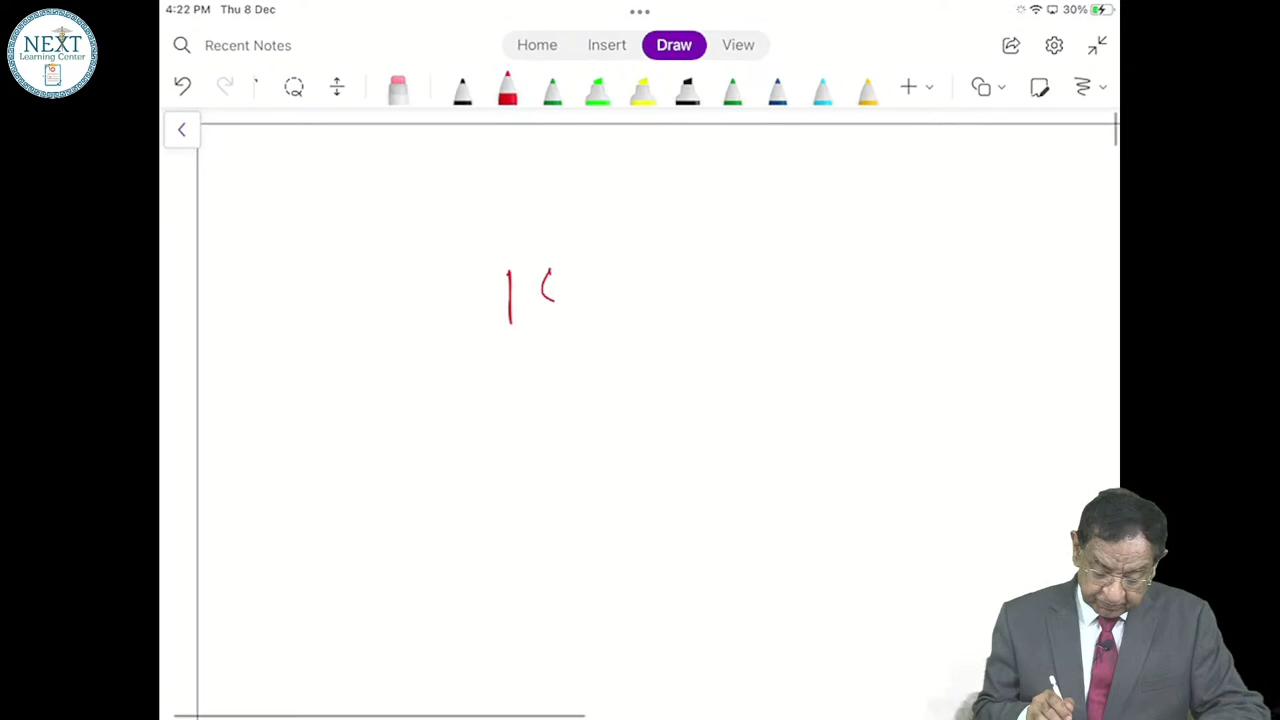 4:22 PM Thu 8 Dec
30%
NEXT
Learning Center
Recent Notes
Home
Insert
Draw
View